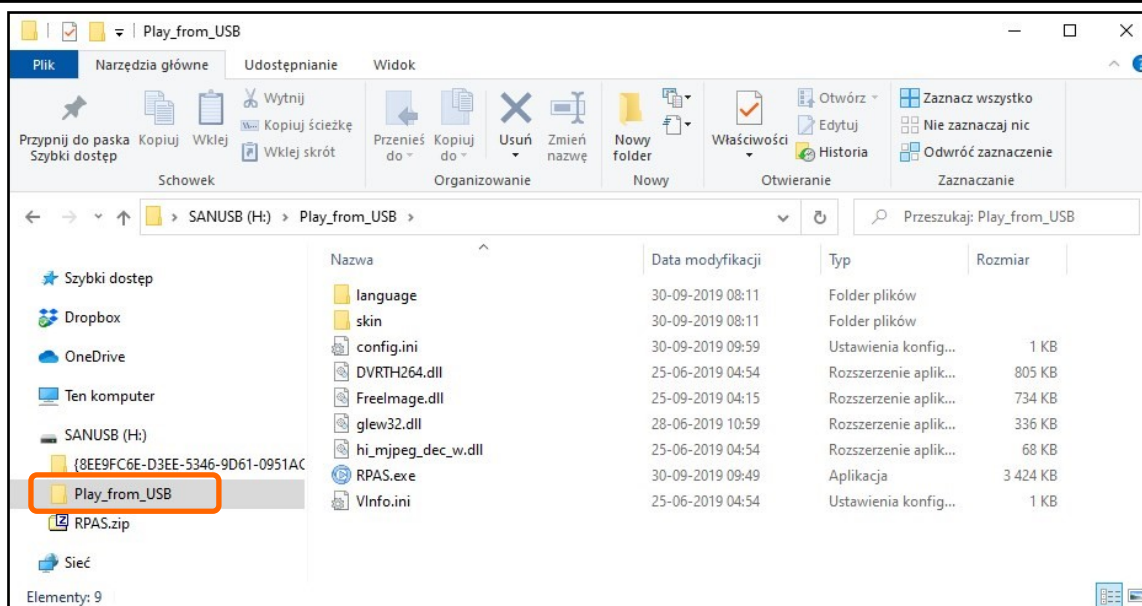 Play_from_USB
Plik Narzędzia główne Udostępnianie Widok
Przypnij do paska Szybki dostęp
Kopiuj
Wklej
Wytnij
Kopiuj ścieżkę
Wklej skrót
Schowek
Przenieś do
Kopiuj do
Usuń
Zmień nazwę
Organizowanie
Nowy folder
Nowy
Właściwości
Otwórz
Edytuj
Historia
Otwieranie
Zaznacz wszystko
Nie zaznaczaj nic
Odwróć zaznaczenie
Zaznaczanie
SANUSB (H:) > Play_from_USB >
Przeszukaj: Play_from_USB
Szybki dostęp
Dropbox
OneDrive
Ten komputer
SANUSB (H:)
{8EE9FC6E-D3EE-5346-9D61-0951AC
Play_from_USB
RPAS.zip
Sieć
Nazwa Data modyfikacji Typ Rozmiar
language 30-09-2019 08:11 Folder plików
skin 30-09-2019 08:11 Folder plików
config.ini 30-09-2019 09:59 Ustawienia konfig... 1 KB
DVRTH264.dll 25-06-2019 04:54 Rozszerzenie aplik... 805 KB
FreeImage.dll 25-09-2019 04:15 Rozszerzenie aplik... 734 KB
glew32.dll 28-06-2019 10:59 Rozszerzenie aplik... 336 KB
hi_mjpeg_dec_w.dll 25-06-2019 04:54 Rozszerzenie aplik... 68 KB
RPAS.exe 30-09-2019 09:49 Aplikacja 3 424 KB
VInfo.ini 25-06-2019 04:54 Ustawienia konfig... 1 KB
Elementy: 9